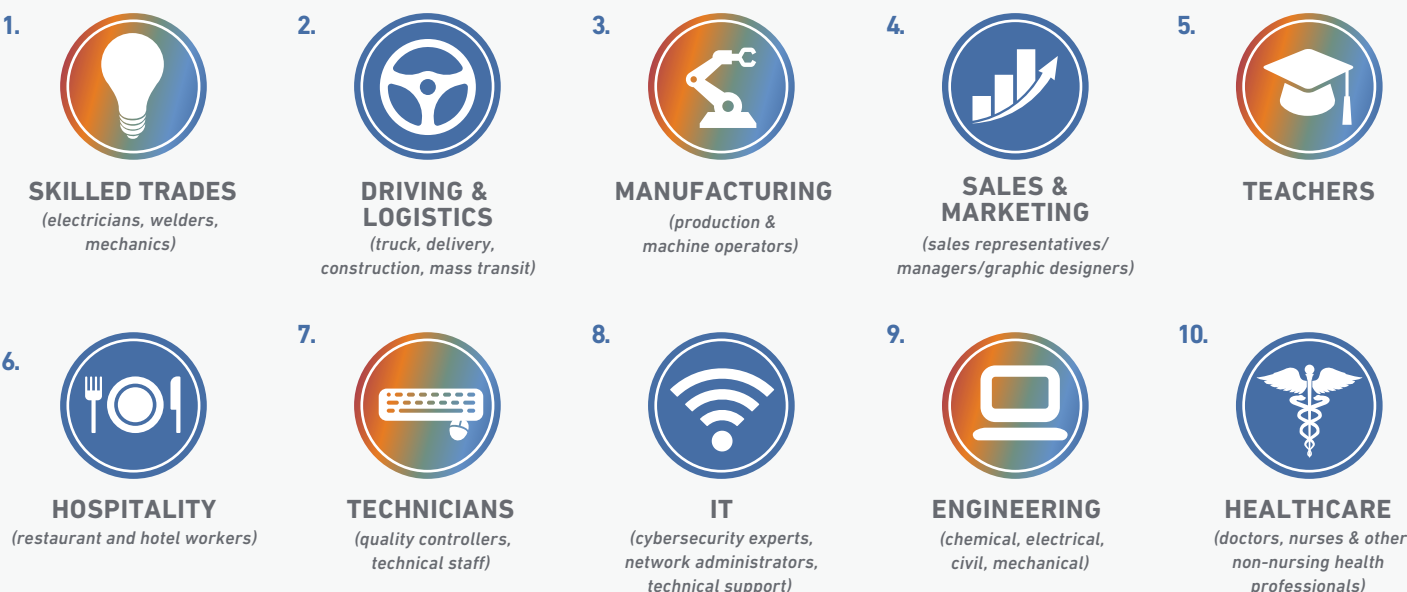 1.
SKILLED TRADES
(electricians, welders,
mechanics)
2.
DRIVING &
LOGISTICS
(truck, delivery,
construction, mass transit)
3.
MANUFACTURING
(production &
machine operators)
4.
SALES &
MARKETING
(sales representatives/
managers/graphic designers)
5.
TEACHERS
6.
HOSPITALITY
(restaurant and hotel workers)
7.
TECHNICIANS
(quality controllers,
technical staff)
8.
IT
(cybersecurity experts,
network administrators,
technical support)
9.
ENGINEERING
(chemical, electrical,
civil, mechanical)
10.
HEALTHCARE
(doctors, nurses & other
non-nursing health
professionals)